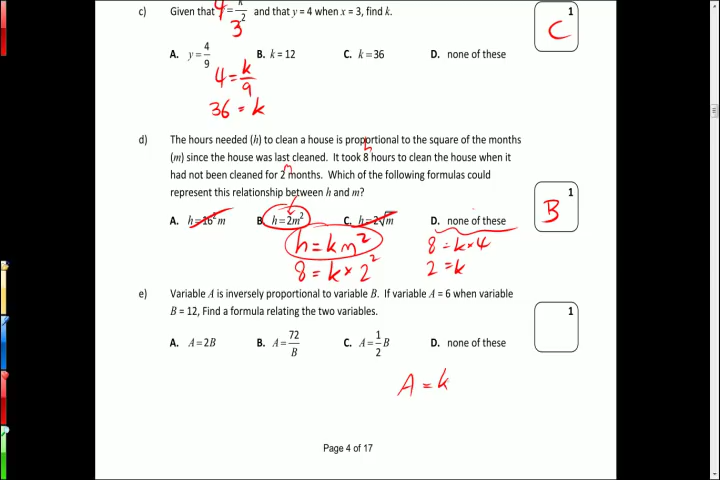 c) Given that y = k/x² and that y = 4 when x = 3, find k. 1
4
3
C
A. y = 4/9 B. k = 12 C. k = 36 D. none of these
4 = k/9
36 = k
d) The hours needed (h) to clean a house is proportional to the square of the months 1
h
(m) since the house was last cleaned. It took 8 hours to clean the house when it
m
had not been cleaned for 2 months. Which of the following formulas could
represent this relationship between h and m?
B
A. h = 16²m B. h = 2m² C. h = 2√m D. none of these
h = km² 8 = k × 4
8 = k × 2² 2 = k
e) Variable A is inversely proportional to variable B. If variable A = 6 when variable 1
B = 12, Find a formula relating the two variables.
A. A = 2B B. A = 72/B C. A = 1/2 B D. none of these
A = k
Page 4 of 17